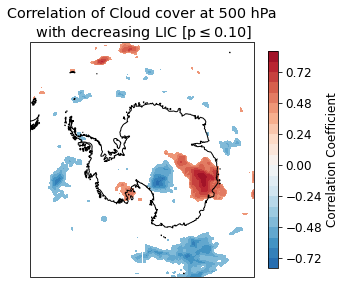 Correlation of Cloud cover at 500 hPa
with decreasing LIC [p ≤ 0.10]
0.72
0.48
0.24
0.00
−0.24
−0.48
−0.72
Correlation Coefficient